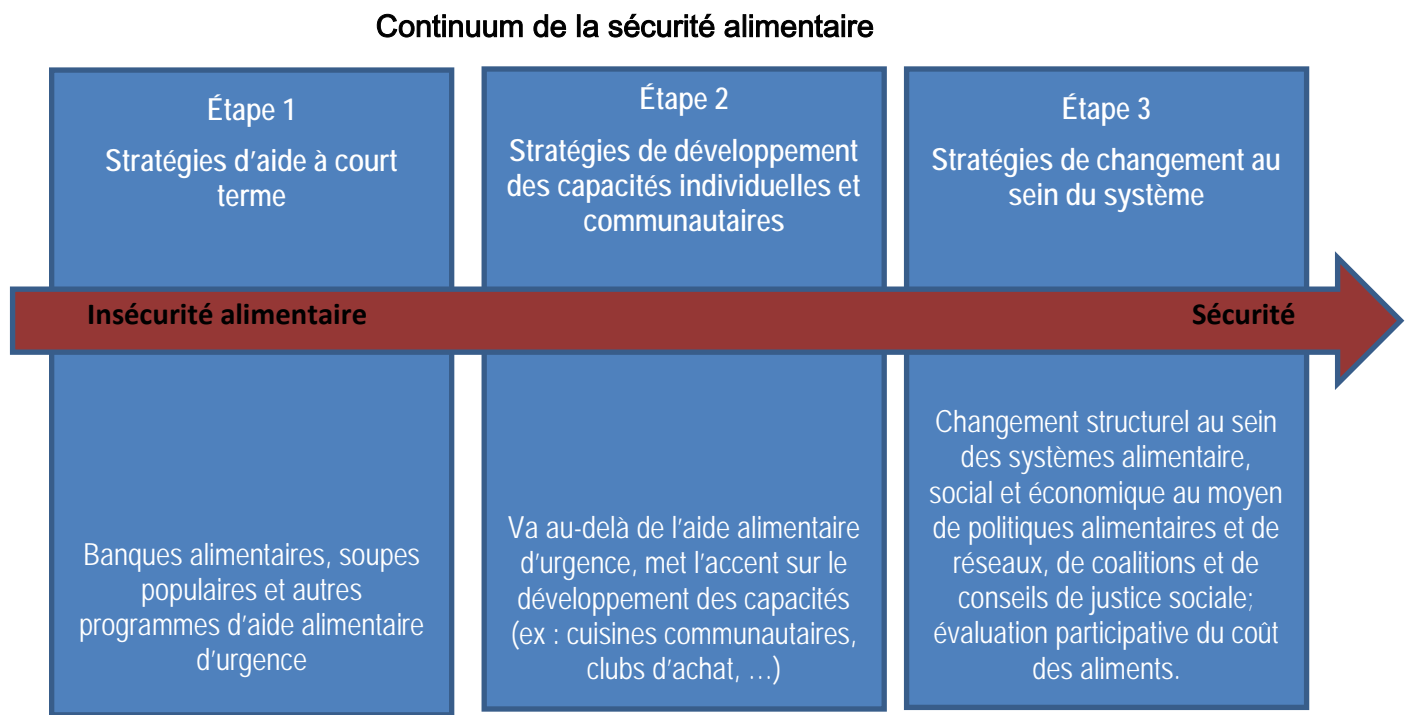 Continuum de la sécurité alimentaire
Étape 1
Stratégies d’aide à court
terme
Étape 2
Stratégies de développement
des capacités individuelles et
communautaires
Étape 3
Stratégies de changement au
sein du système
Insécurité alimentaire
Sécurité
Banques alimentaires, soupes
populaires et autres
programmes d’aide alimentaire
d’urgence
Va au-delà de l’aide alimentaire
d’urgence, met l’accent sur le
développement des capacités
(ex : cuisines communautaires,
clubs d’achat, …)
Changement structurel au sein
des systèmes alimentaire,
social et économique au moyen
de politiques alimentaires et de
réseaux, de coalitions et de
conseils de justice sociale;
évaluation participative du coût
des aliments.